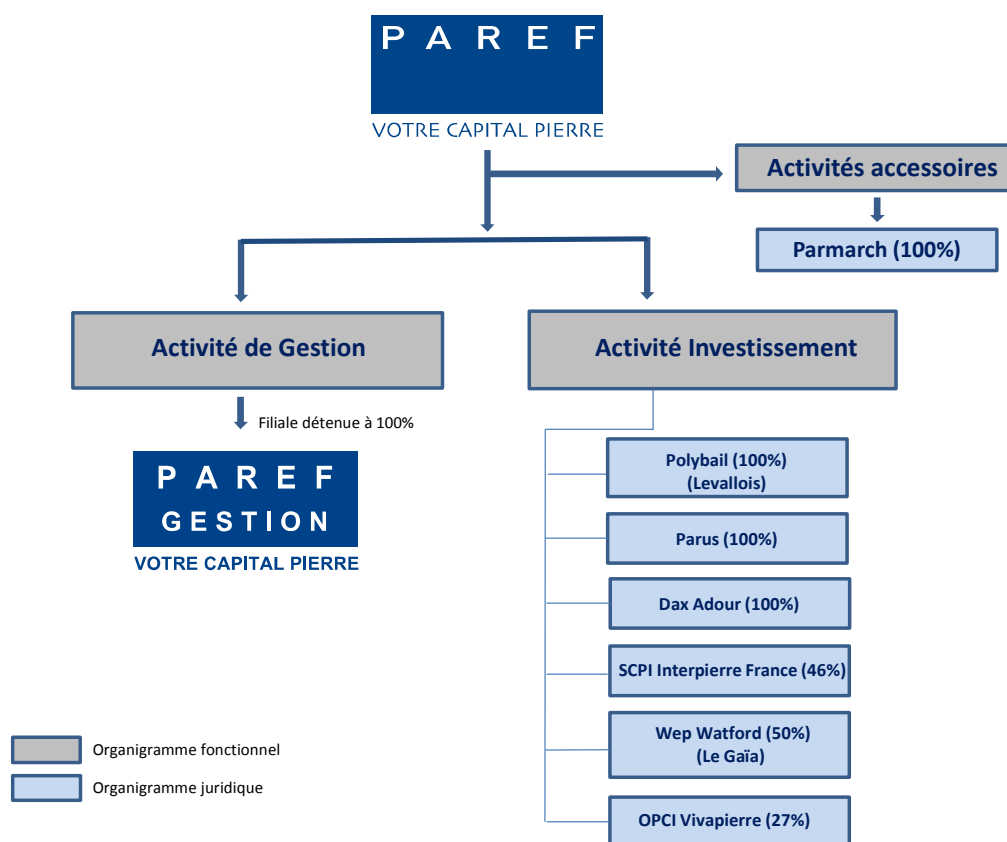 PAREF
VOTRE CAPITAL PIERRE
Activités accessoires
Parmarch (100%)
Activité de Gestion
Activité Investissement
Filiale détenue à 100%
PAREF
GESTION
VOTRE CAPITAL PIERRE
Polybail (100%)
(Levallois)
Parus (100%)
Dax Adour (100%)
SCPI Interpierre France (46%)
Wep Watford (50%)
(Le Gaïa)
OPCI Vivapierre (27%)
Organigramme fonctionnel
Organigramme juridique